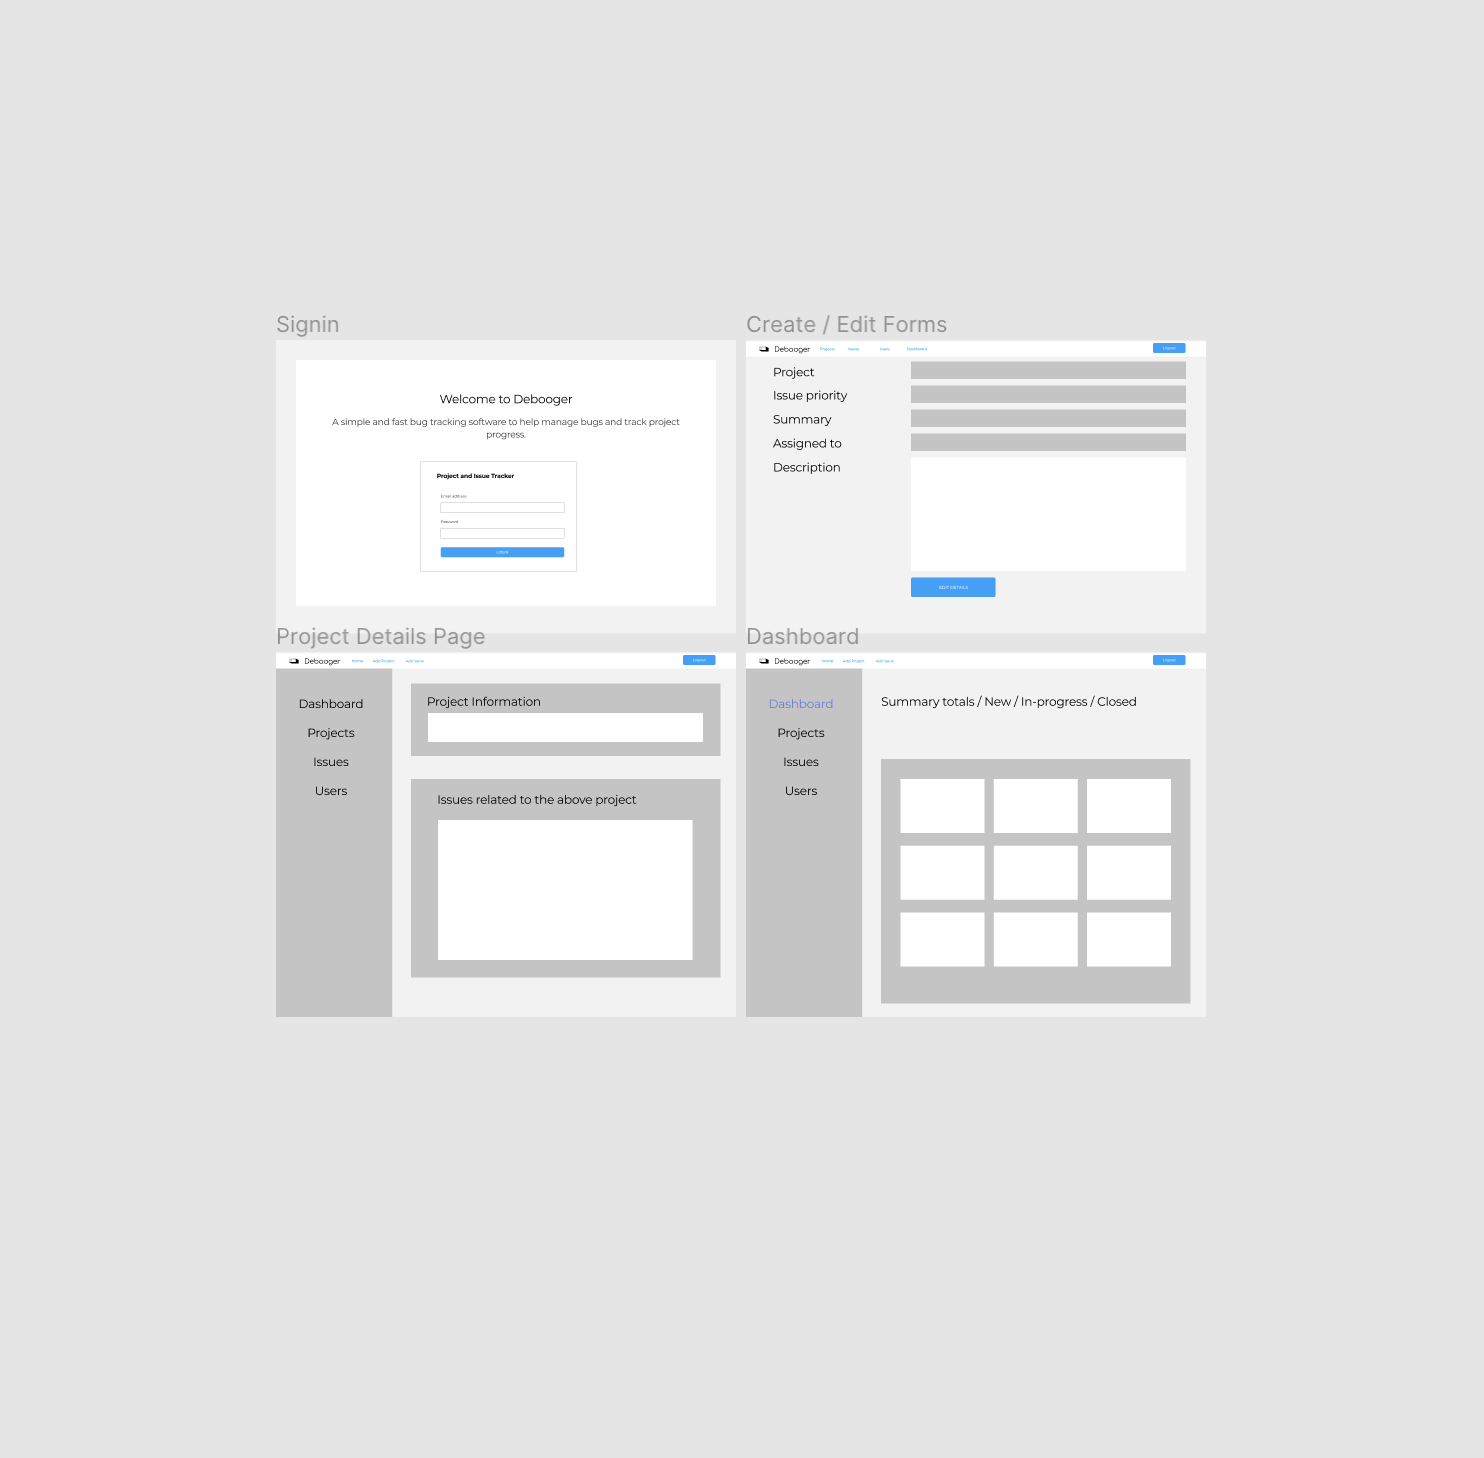 Signin
Welcome to Debooger
A simple and fast bug tracking software to help manage bugs and track project
progress.
Project and Issue Tracker
Email address
Password
LOGIN
Create / Edit Forms
Debooger Projects Issues Users Dashboard Logout
Project
Issue priority
Summary
Assigned to
Description
EDIT DETAILS
Project Details Page
Debooger Home Add Project Add Issue Logout
Dashboard
Projects
Issues
Users
Project Information
Issues related to the above project
Dashboard
Debooger Home Add Project Add Issue Logout
Dashboard
Projects
Issues
Users
Summary totals / New / In-progress / Closed